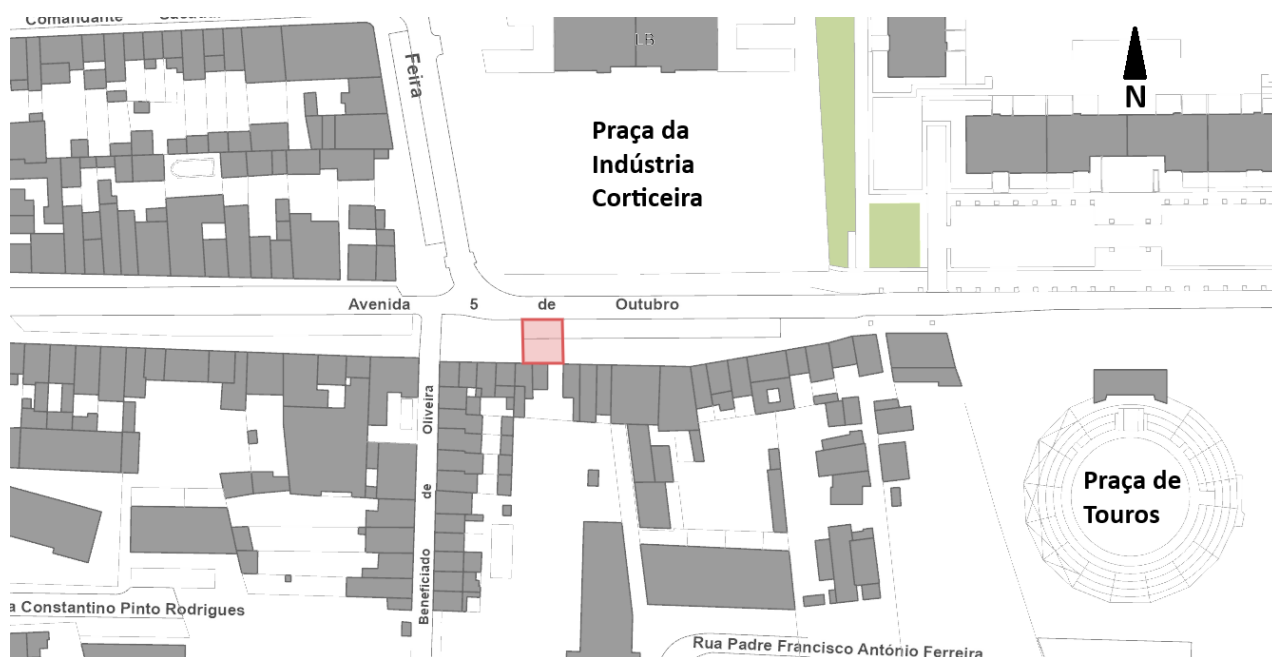 Comandante
Feira
LB
N
Praça da
Indústria
Corticeira
Avenida 5 de Outubro
Beneficiado de Oliveira
Praça de
Touros
a Constantino Pinto Rodrigues
Rua Padre Francisco António Ferreira